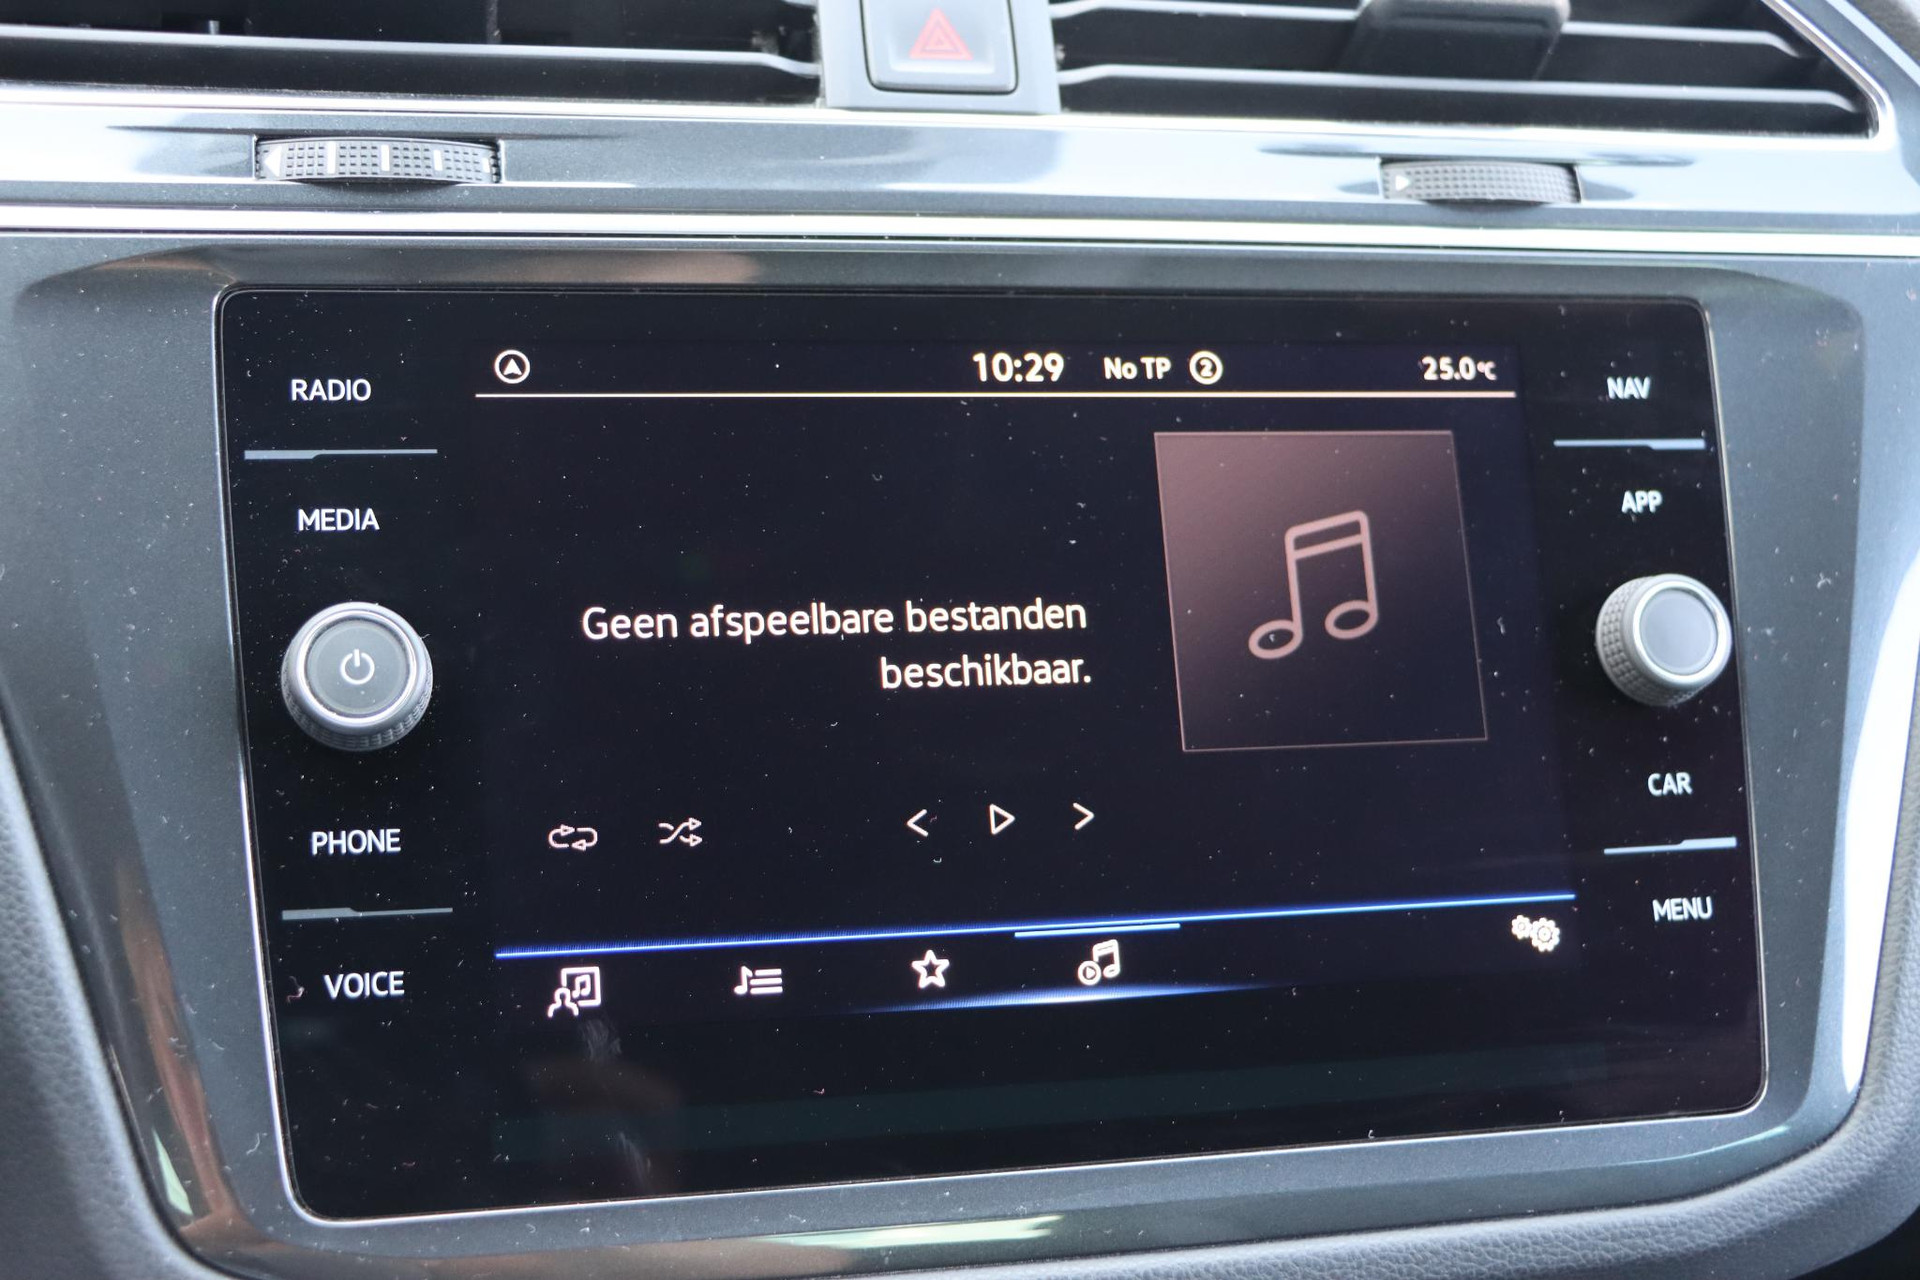 10:29 No TP 2 25.0°C
RADIO
MEDIA
PHONE
VOICE
Geen afspeelbare bestanden
beschikbaar.
NAV
APP
CAR
MENU